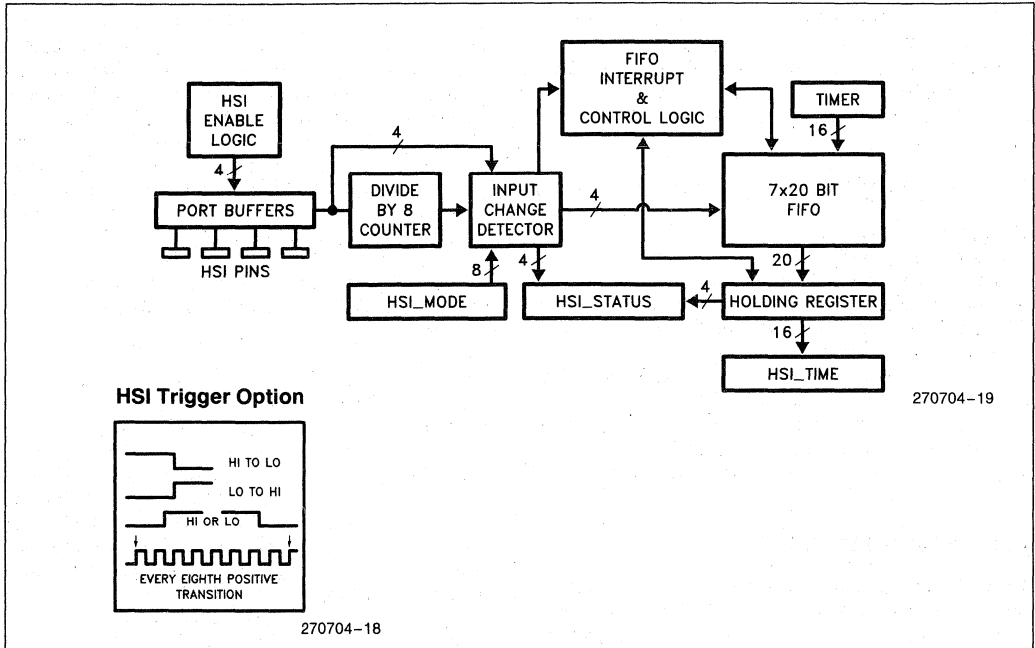 FIFO
INTERRUPT
&
CONTROL LOGIC
HSI
ENABLE
LOGIC
TIMER
16
4
4
PORT BUFFERS
DIVIDE
BY 8
COUNTER
INPUT
CHANGE
DETECTOR
4
7x20 BIT
FIFO
HSI PINS
8
4
20
HSI_MODE
HSI_STATUS
4
HOLDING REGISTER
16
HSI_TIME
270704-19
HSI Trigger Option
HI TO LO
LO TO HI
HI OR LO
EVERY EIGHTH POSITIVE
TRANSITION
270704-18